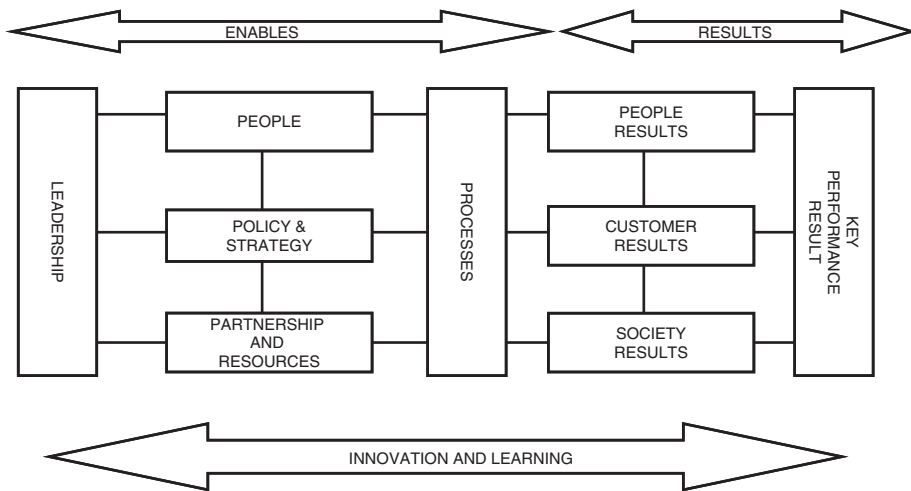 ENABLES
RESULTS
LEADERSHIP
PEOPLE
POLICY &
STRATEGY
PARTNERSHIP
AND
RESOURCES
PROCESSES
PEOPLE
RESULTS
CUSTOMER
RESULTS
SOCIETY
RESULTS
KEY
PERFORMANCE
RESULT
INNOVATION AND LEARNING